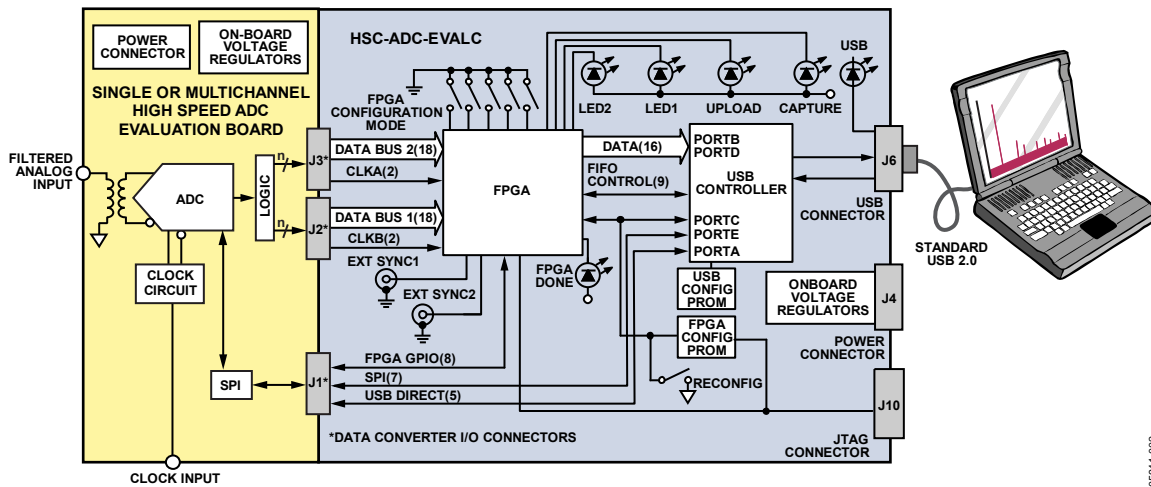 POWER
CONNECTOR
ON-BOARD
VOLTAGE
REGULATORS
SINGLE OR MULTICHANNEL
HIGH SPEED ADC
EVALUATION BOARD
FILTERED
ANALOG
INPUT
ADC
LOGIC
n
n
CLOCK
CIRCUIT
SPI
CLOCK INPUT
HSC-ADC-EVALC
FPGA
CONFIGURATION
MODE
LED2
LED1
UPLOAD
CAPTURE
USB
J3*
DATA BUS 2(18)
CLKA(2)
J2*
DATA BUS 1(18)
CLKB(2)
EXT SYNC1
EXT SYNC2
FPGA
DATA(16)
FIFO
CONTROL(9)
PORTB
PORTD
USB
CONTROLLER
PORTC
PORTE
PORTA
FPGA
DONE
USB
CONFIG
PROM
FPGA
CONFIG
PROM
RECONFIG
J1*
FPGA GPIO(8)
SPI(7)
USB DIRECT(5)
*DATA CONVERTER I/O CONNECTORS
J6
USB
CONNECTOR
STANDARD
USB 2.0
ONBOARD
VOLTAGE
REGULATORS
J4
POWER
CONNECTOR
J10
JTAG
CONNECTOR